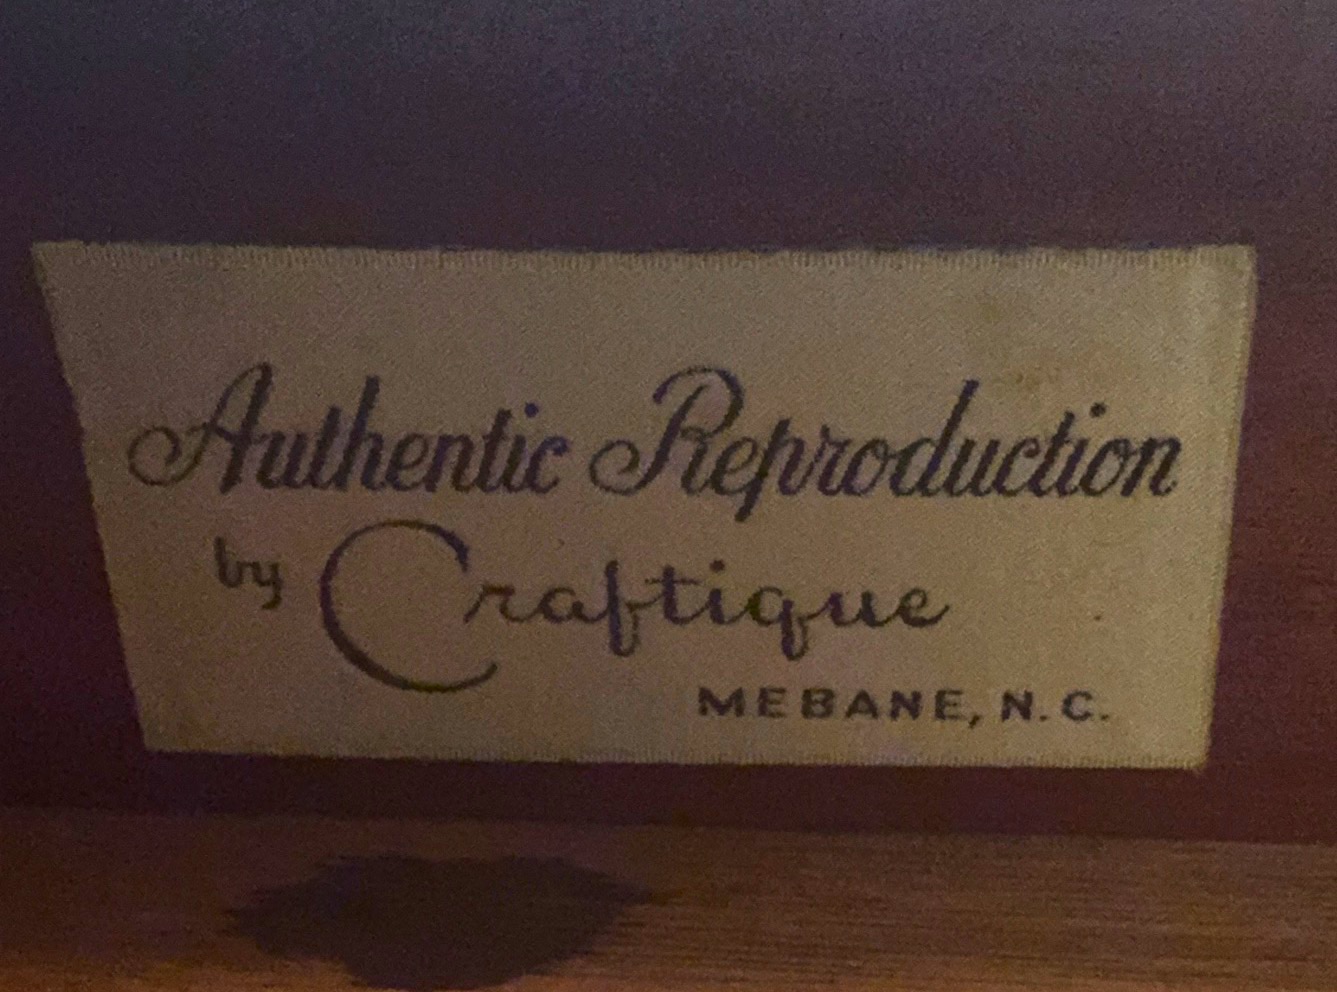 Authentic Reproduction
by Craftique
MEBANE, N.C.